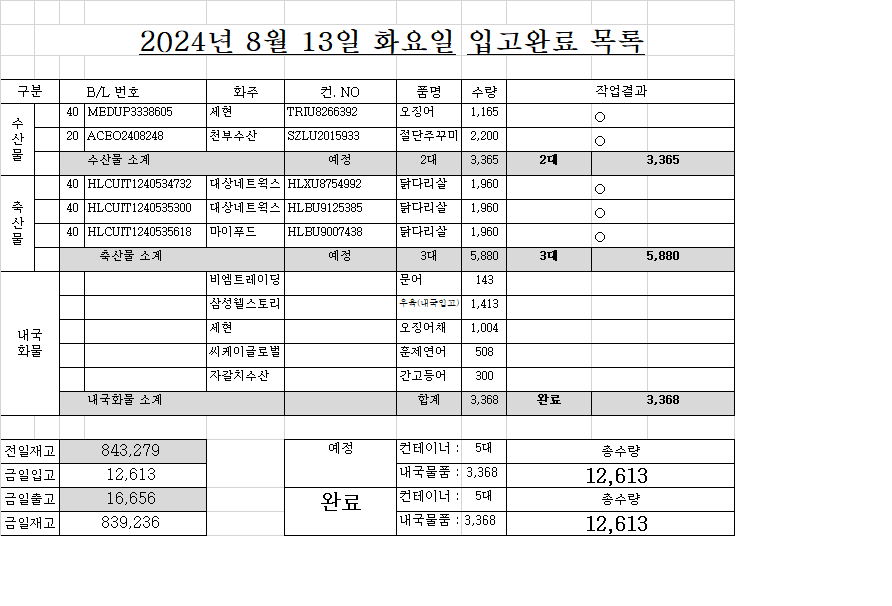 2024년 8월 13일 화요일 입고완료 목록
구분 B/L 번호 화주 컨. NO 품명 수량 작업결과
수산물
40 MEDUP3338605 세현 TRIU8266392 오징어 1,165 ○
20 ACEO2408248 천부수산 SZLU2015933 절단주꾸미 2,200 ○
수산물 소계 예정 2대 3,365 2대 3,365
축산물
40 HLCUIT1240534732 대상네트웍스 HLXU8754992 닭다리살 1,960 ○
40 HLCUIT1240535300 대상네트웍스 HLBU9125385 닭다리살 1,960 ○
40 HLCUIT1240535618 마이푸드 HLBU9007438 닭다리살 1,960 ○
축산물 소계 예정 3대 5,880 3대 5,880
내국
화물
비엠트레이딩 문어 143
삼성웰스토리 우육(내국입고) 1,413
세현 오징어채 1,004
씨케이글로벌 훈제연어 508
자갈치수산 간고등어 300
내국화물 소계 합계 3,368 완료 3,368
전일재고 843,279 예정 컨테이너 : 5대 총수량
금일입고 12,613 내국물품 : 3,368 12,613
금일출고 16,656 완료 컨테이너 : 5대 총수량
금일재고 839,236 내국물품 : 3,368 12,613